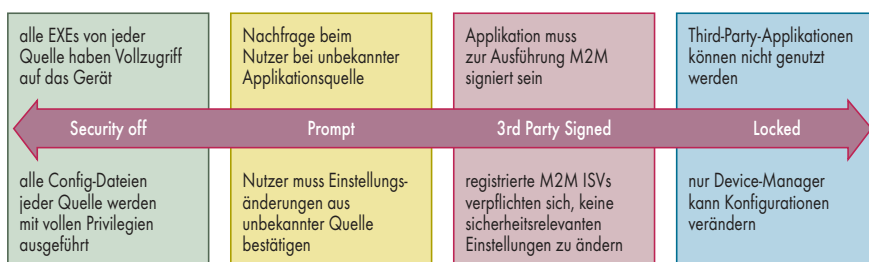 alle EXEs von jeder
Quelle haben Vollzugriff
auf das Gerät
Nachfrage beim
Nutzer bei unbekannter
Applikationsquelle
Applikation muss
zur Ausführung M2M
signiert sein
Third-Party-Applikationen
können nicht genutzt
werden
Security off
Prompt
3rd Party Signed
Locked
alle Config-Dateien
jeder Quelle werden
mit vollen Privilegien
ausgeführt
Nutzer muss Einstellungs-
änderungen aus
unbekannter Quelle
bestätigen
registrierte M2M ISVs
verpflichten sich, keine
sicherheitsrelevanten
Einstellungen zu ändern
nur Device-Manager
kann Konfigurationen
verändern